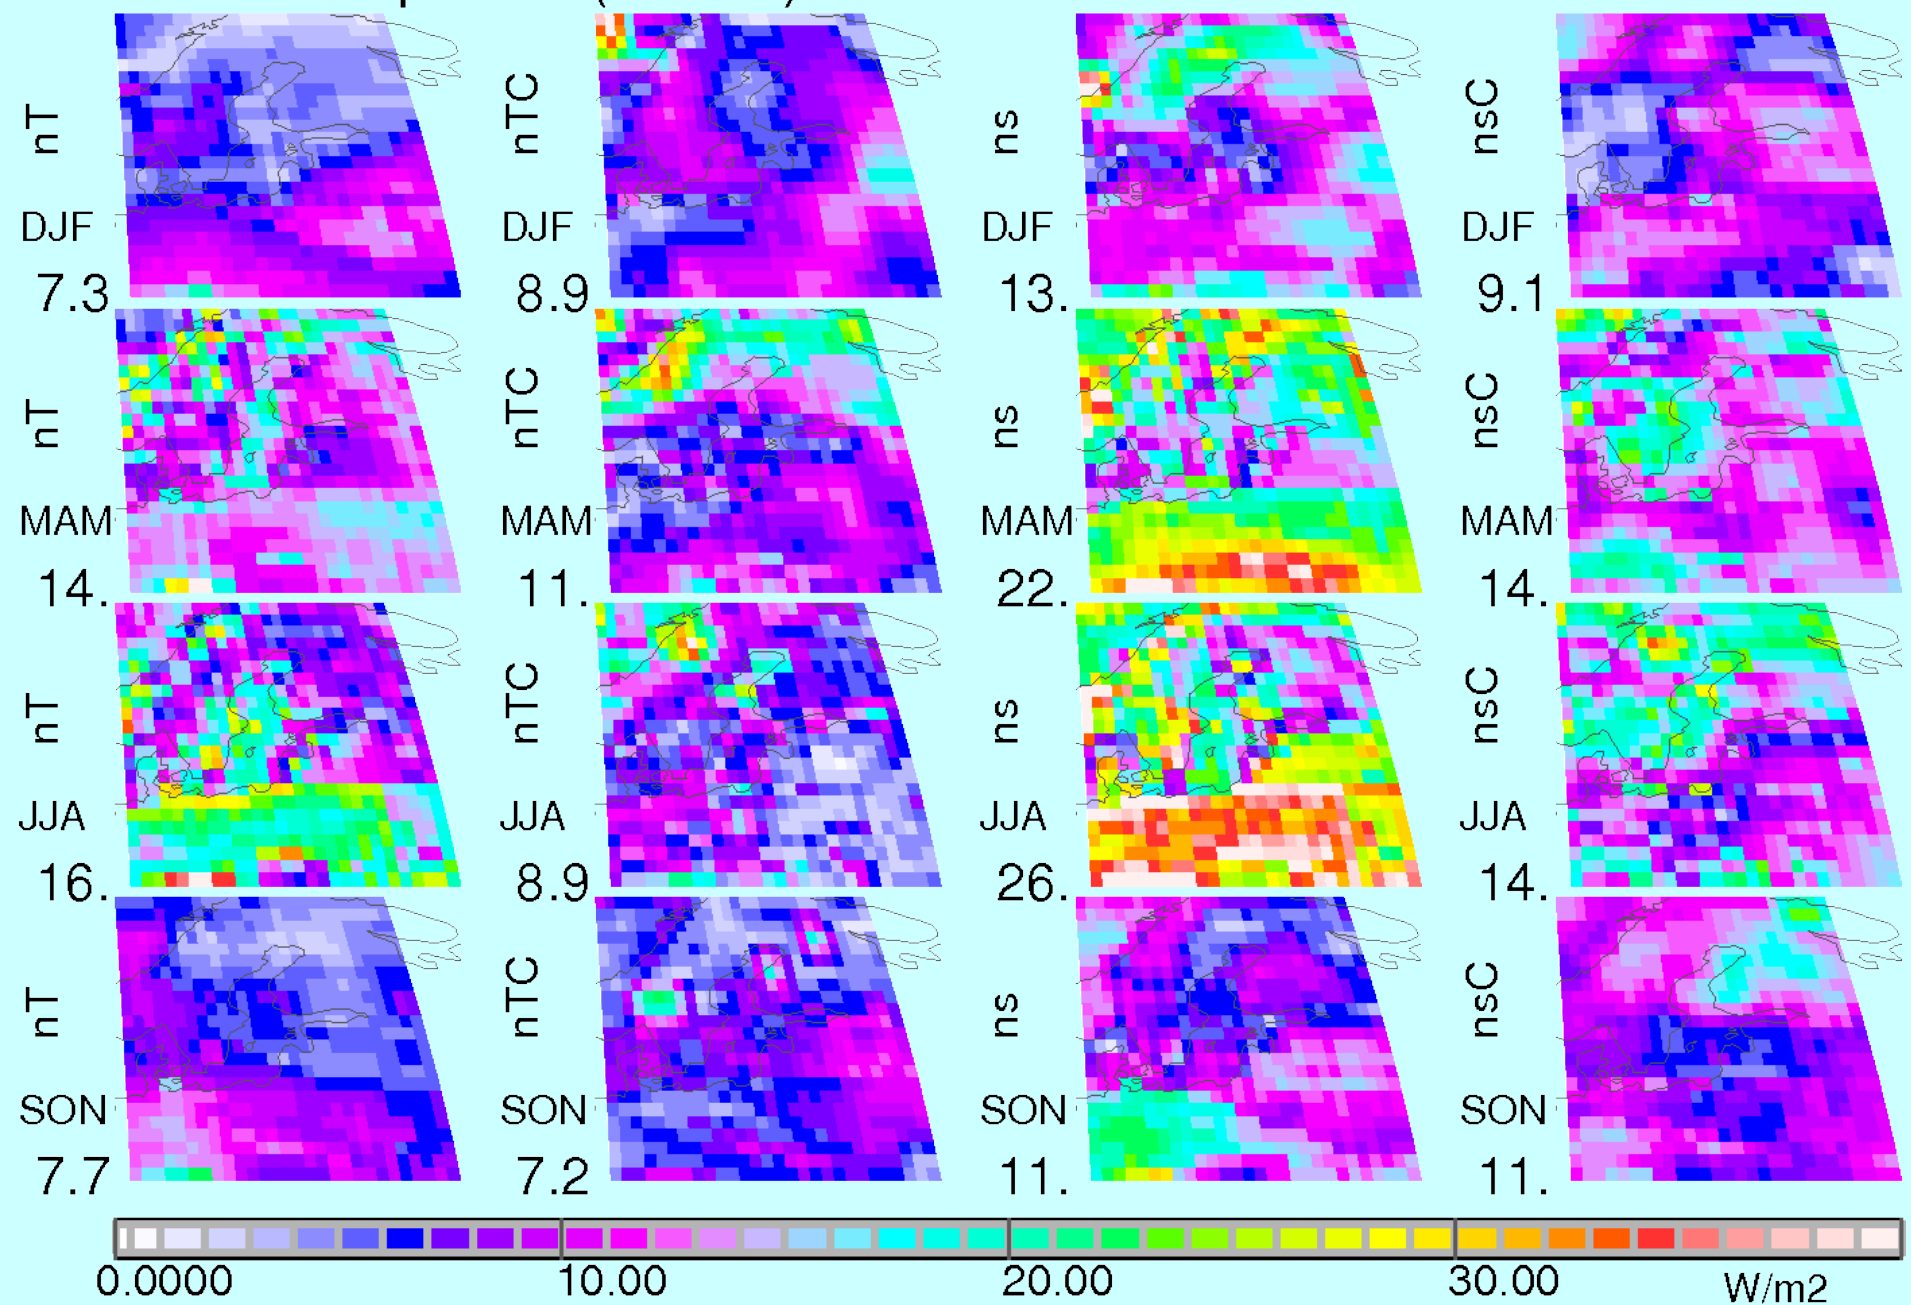 nT nTC ns nsC
DJF DJF DJF DJF
7.3 8.9 13. 9.1
nT nTC ns nsC
MAM MAM MAM MAM
14. 11. 22. 14.
nT nTC ns nsC
JJA JJA JJA JJA
16. 8.9 26. 14.
nT nTC ns nsC
SON SON SON SON
7.7 7.2 11. 11.
0.0000 10.00 20.00 30.00 W/m2